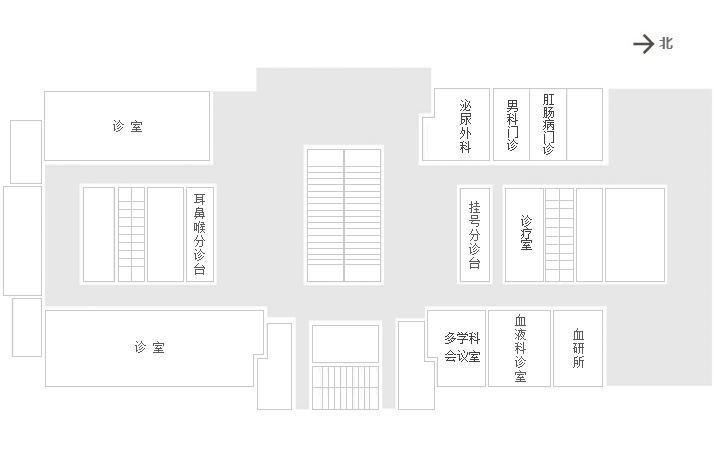 北
诊室
泌尿外科
男科门诊
肛肠病门诊
耳鼻喉分诊台
挂号分诊台
诊疗室
诊室
多学科
会议室
血液科诊室
血研所